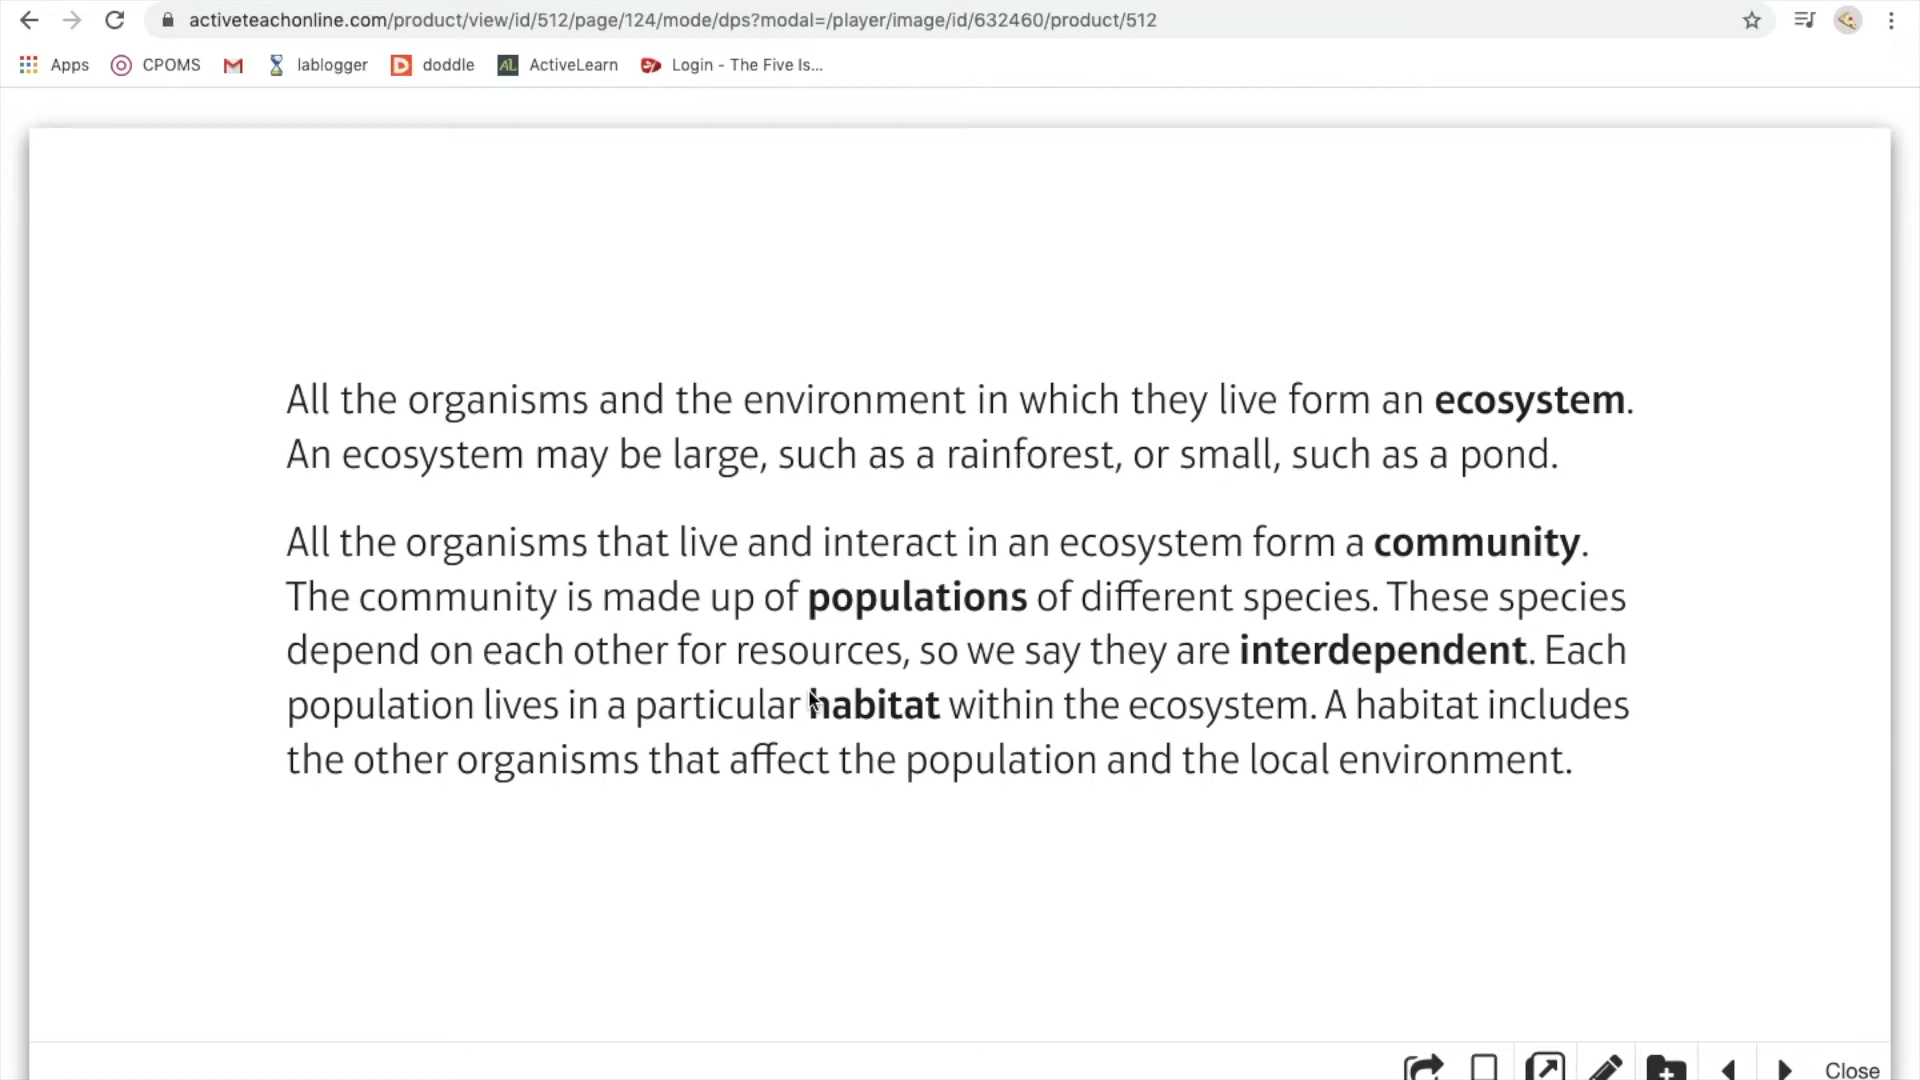 activeteachonline.com/product/view/id/512/page/124/mode/dps?modal=/player/image/id/632460/product/512
Apps CPOMS lablogger doddle ActiveLearn Login - The Five Is...
All the organisms and the environment in which they live form an ecosystem.
An ecosystem may be large, such as a rainforest, or small, such as a pond.
All the organisms that live and interact in an ecosystem form a community.
The community is made up of populations of different species. These species
depend on each other for resources, so we say they are interdependent. Each
population lives in a particular habitat within the ecosystem. A habitat includes
the other organisms that affect the population and the local environment.
Close